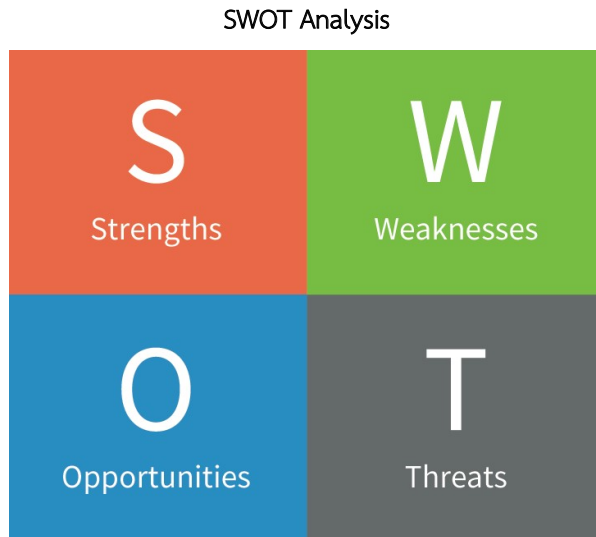 SWOT Analysis
S
Strengths
W
Weaknesses
O
Opportunities
T
Threats